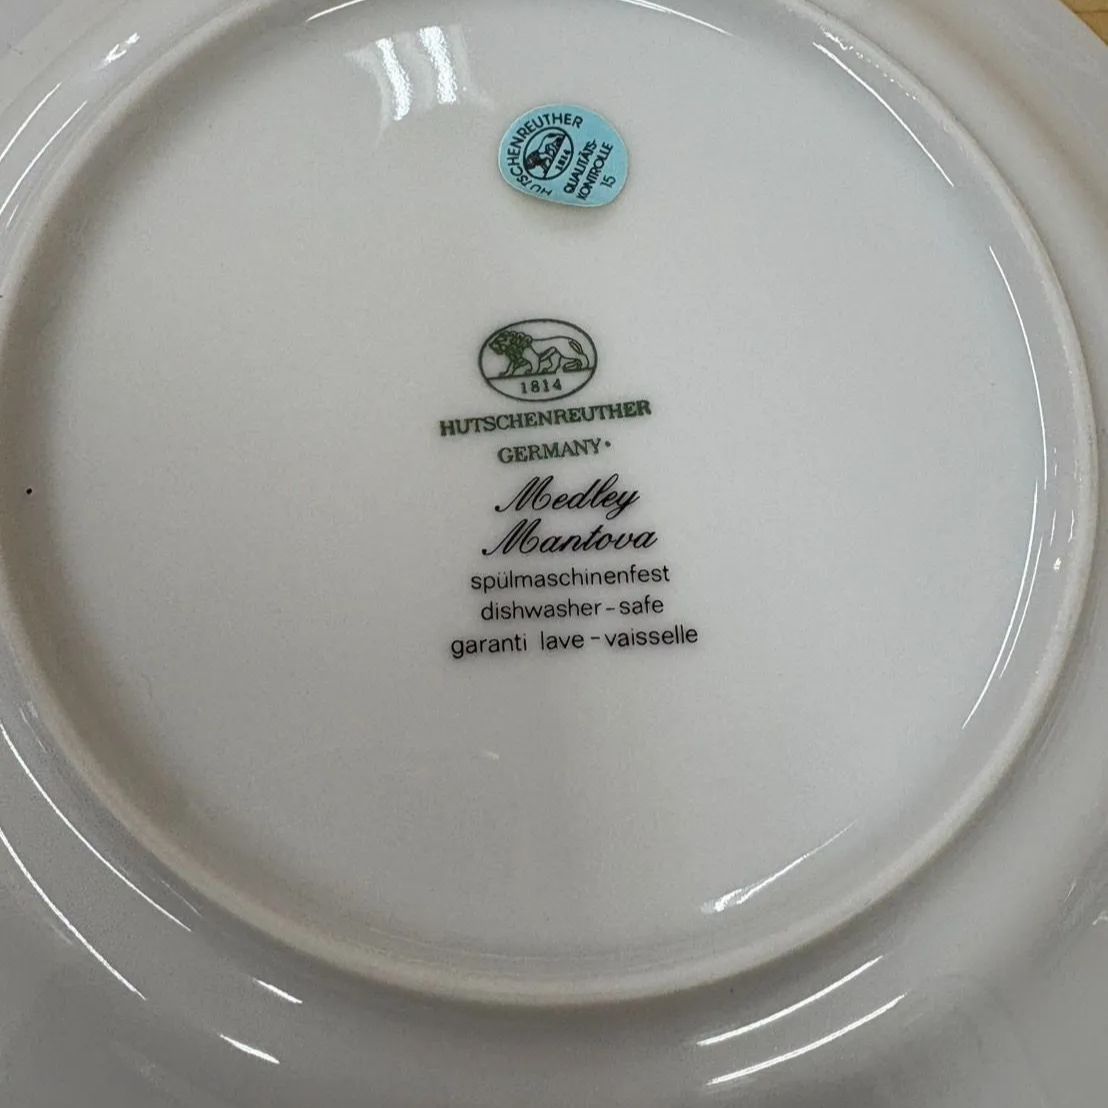 HUTSCHENREUTHER
1814
QUALITÄTS-
KONTROLLE
15
1814
HUTSCHENREUTHER
GERMANY·
Medley
Mantova
spülmaschinenfest
dishwasher-safe
garanti lave-vaisselle